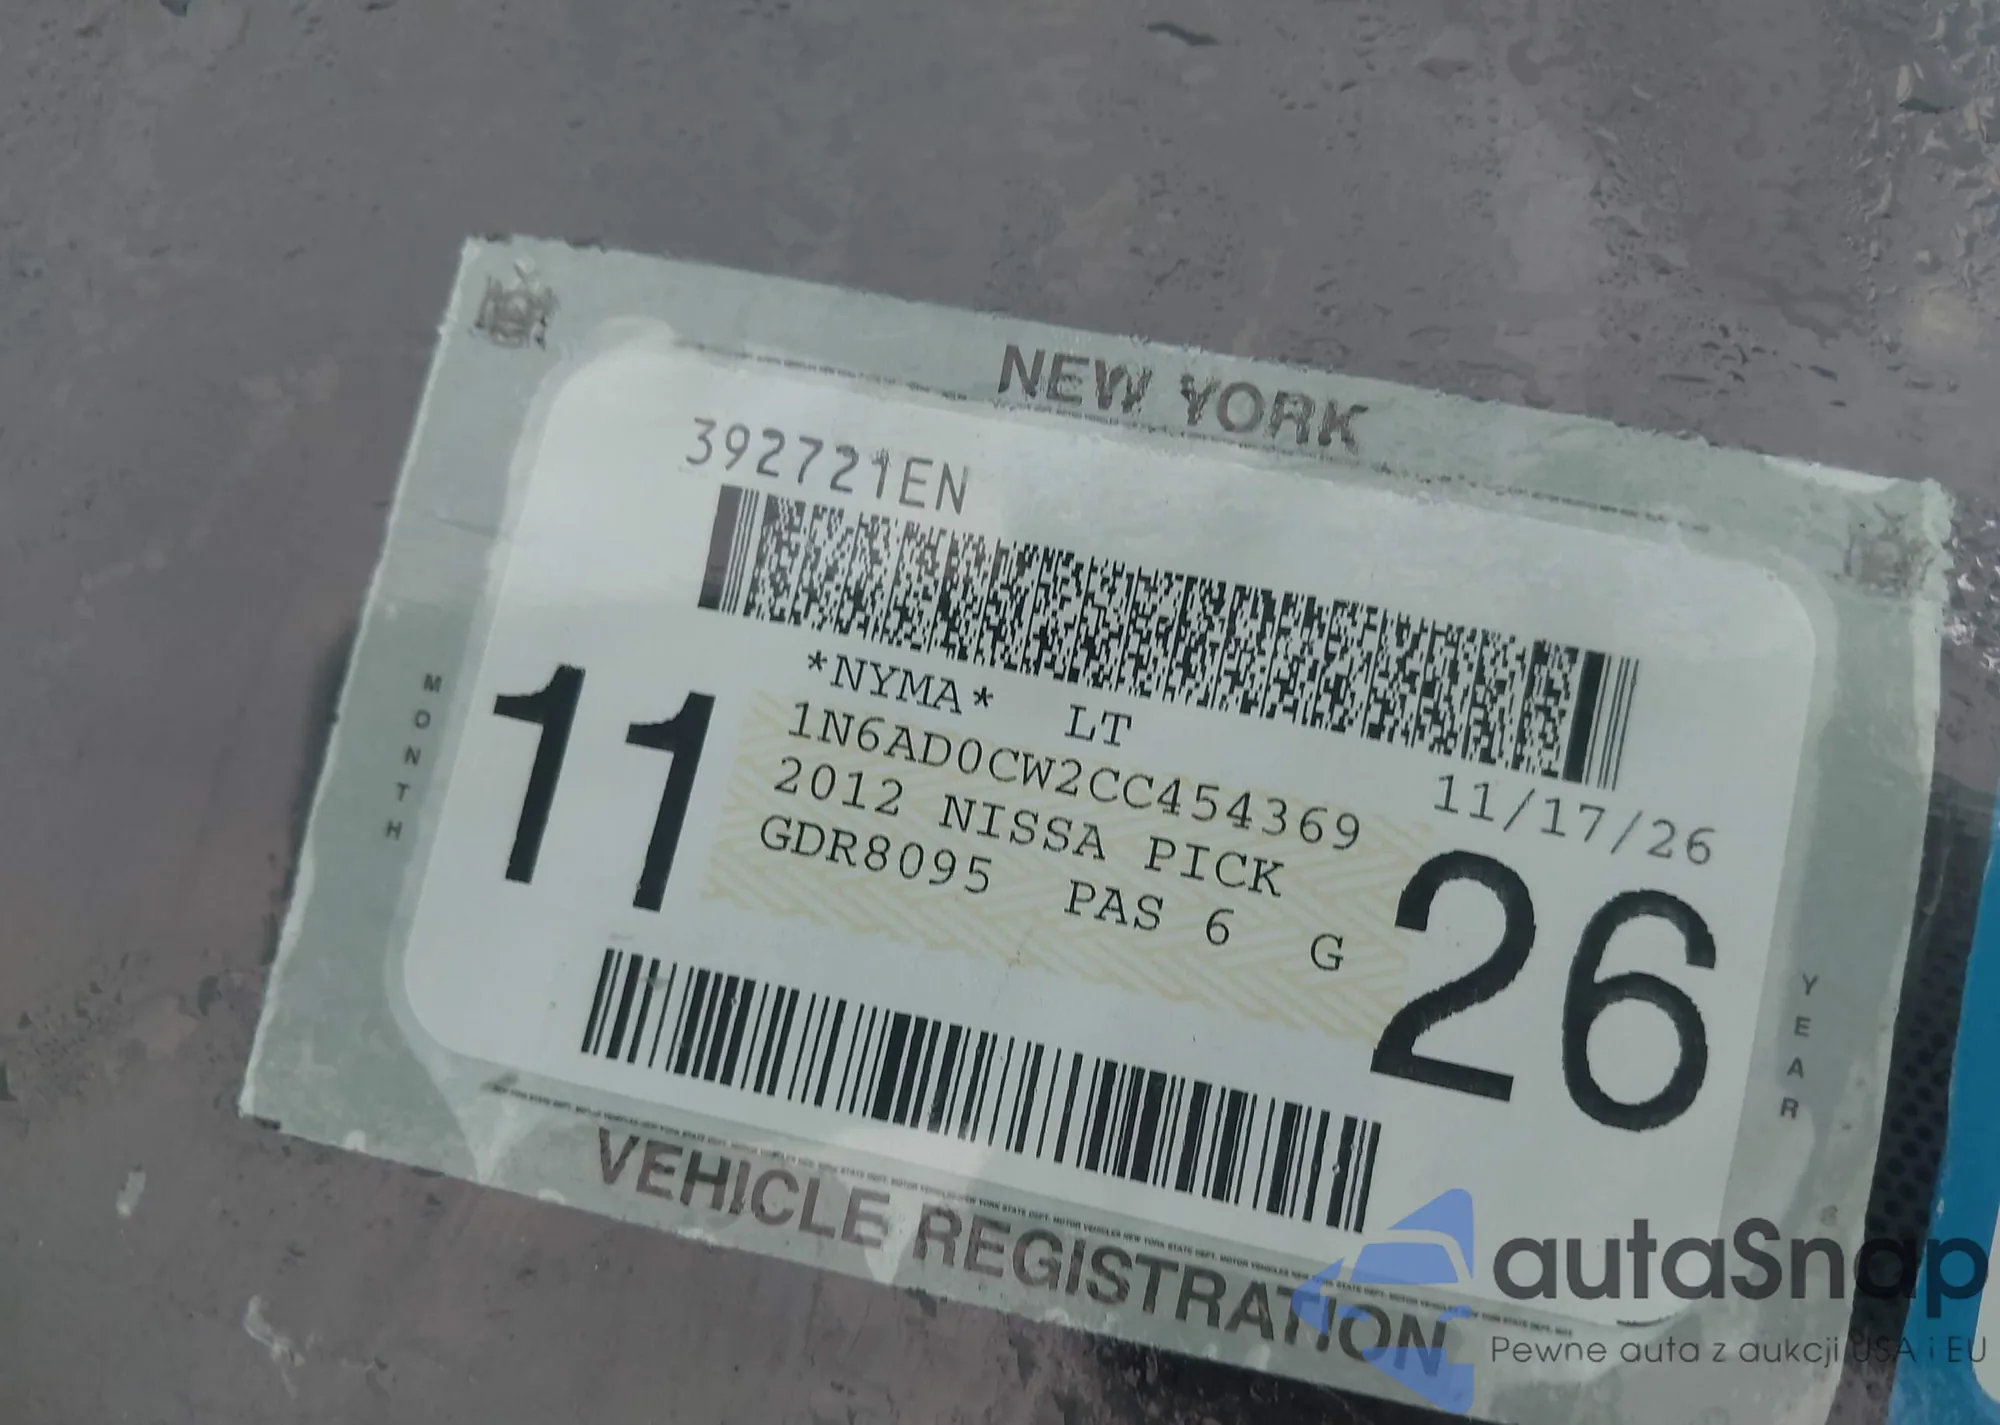 NEW YORK
392721EN
*NYMA* LT
1N6AD0CW2CC454369
11/17/26
2012 NISSA PICK
GDR8095 PAS 6 G
MONTH
11
26
YEAR
VEHICLE REGISTRATION
autaSnap
Pewne auta z aukcji USA i EU